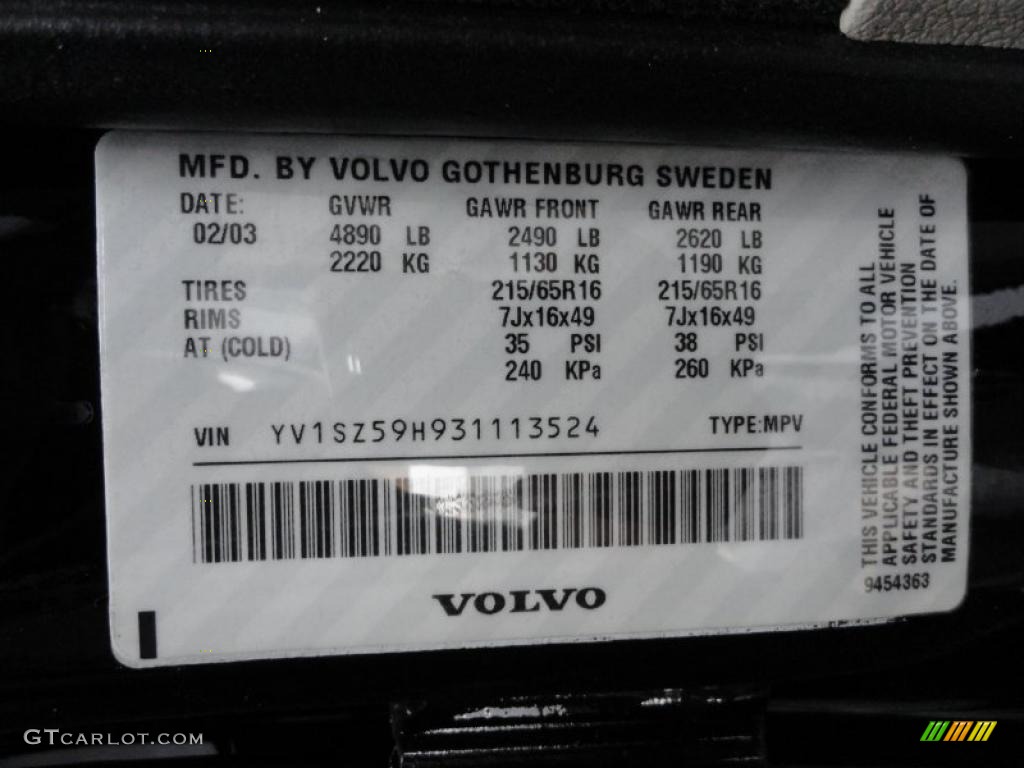 MFD. BY VOLVO GOTHENBURG SWEDEN
DATE: GVWR GAWR FRONT GAWR REAR
02/03 4890 LB 2490 LB 2620 LB
2220 KG 1130 KG 1190 KG
TIRES 215/65R16 215/65R16
RIMS 7Jx16x49 7Jx16x49
AT (COLD) 35 PSI 38 PSI
240 KPa 260 KPa
VIN YV1SZ59H931113524 TYPE:MPV
VOLVO
THIS VEHICLE CONFORMS TO ALL
APPLICABLE FEDERAL MOTOR VEHICLE
SAFETY AND THEFT PREVENTION
STANDARDS IN EFFECT ON THE DATE OF
MANUFACTURE SHOWN ABOVE.
9454363
GTCARLOT.COM